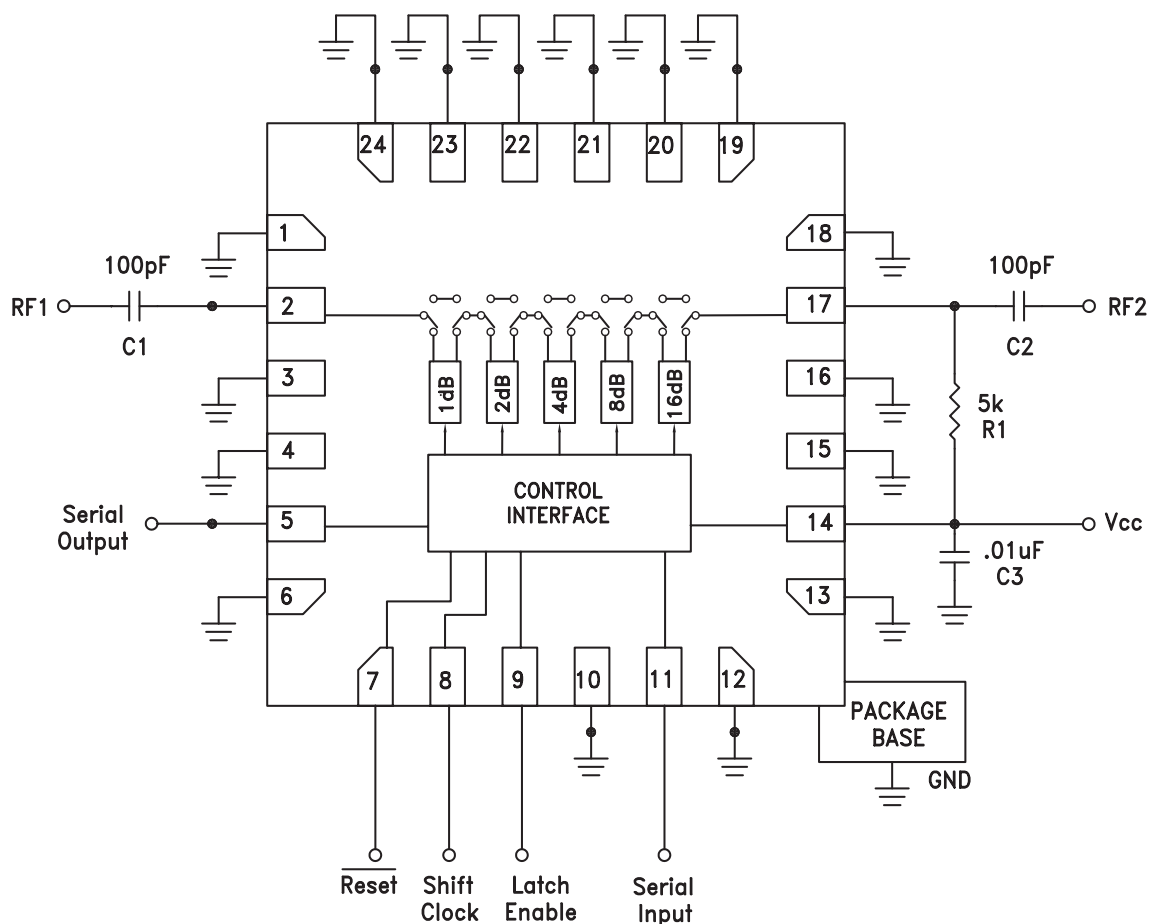 24
23
22
21
20
19
1
18
100pF
100pF
RF1
2
17
RF2
C1
C2
3
16
1dB
2dB
4dB
8dB
16dB
5k
R1
4
15
CONTROL
INTERFACE
Serial
Output
5
14
Vcc
.01uF
C3
6
13
7
8
9
10
11
12
PACKAGE
BASE
GND
Reset
Shift
Clock
Latch
Enable
Serial
Input